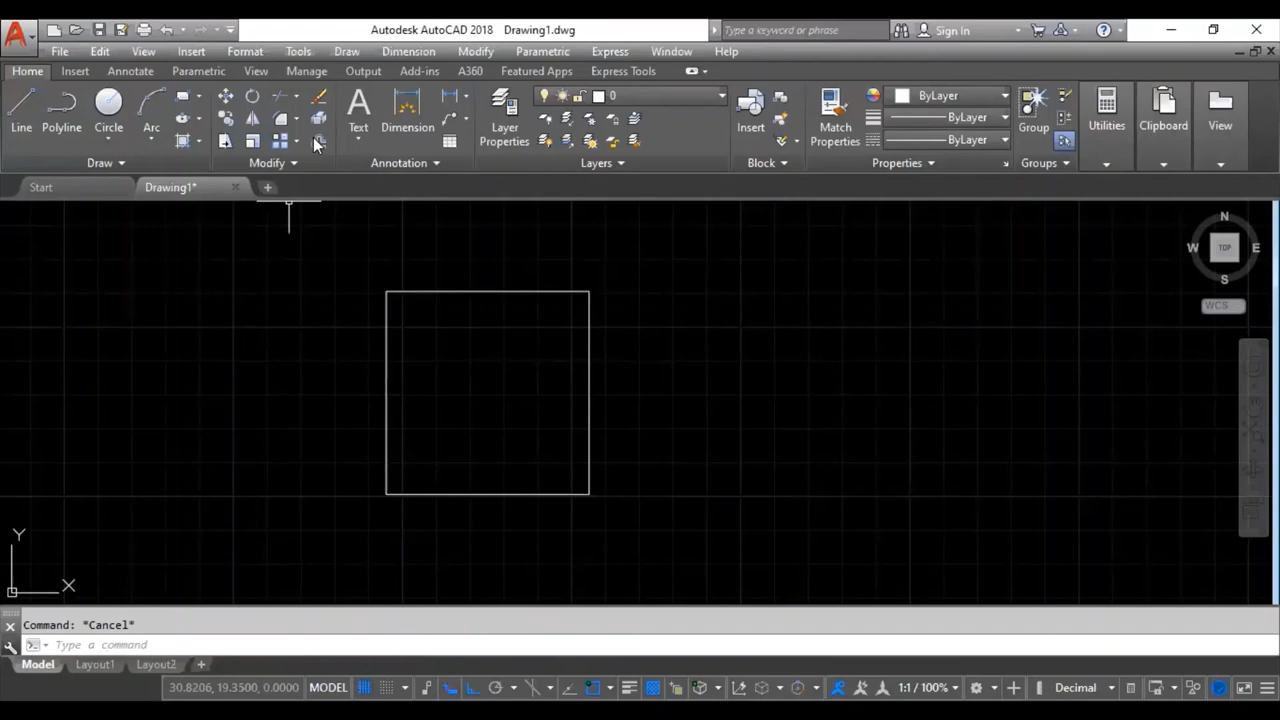 Autodesk AutoCAD 2018 Drawing1.dwg
Type a keyword or phrase
Sign In
File Edit View Insert Format Tools Draw Dimension Modify Parametric Express Window Help
Home Insert Annotate Parametric View Manage Output Add-ins A360 Featured Apps Express Tools
0
ByLayer
ByLayer
ByLayer
Line Polyline Circle Arc
Text Dimension
Layer Properties
Insert
Match Properties
Group Utilities Clipboard View
Draw Modify Annotation Layers Block Properties Groups
Start Drawing1*
N
W TOP E
S
WCS
Y
X
Command: *Cancel*
Type a command
Model Layout1 Layout2
30.8206, 19.3500, 0.0000 MODEL 1:1 / 100% Decimal